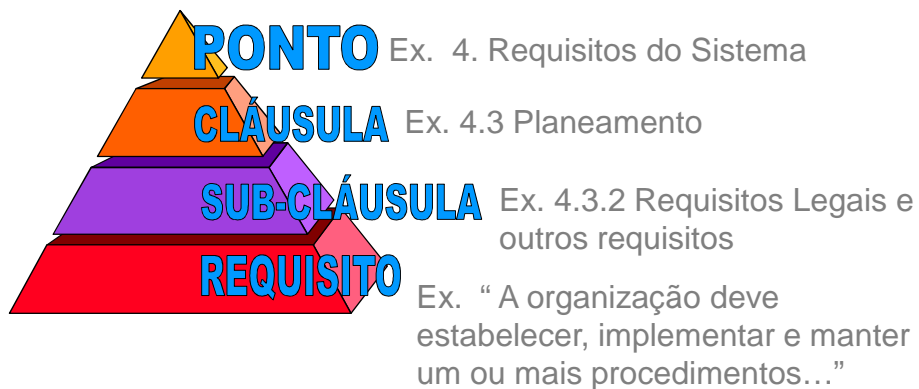 PONTO Ex. 4. Requisitos do Sistema
CLÁUSULA Ex. 4.3 Planeamento
SUB-CLÁUSULA Ex. 4.3.2 Requisitos Legais e
outros requisitos
REQUISITO
Ex. “ A organização deve
estabelecer, implementar e manter
um ou mais procedimentos…”